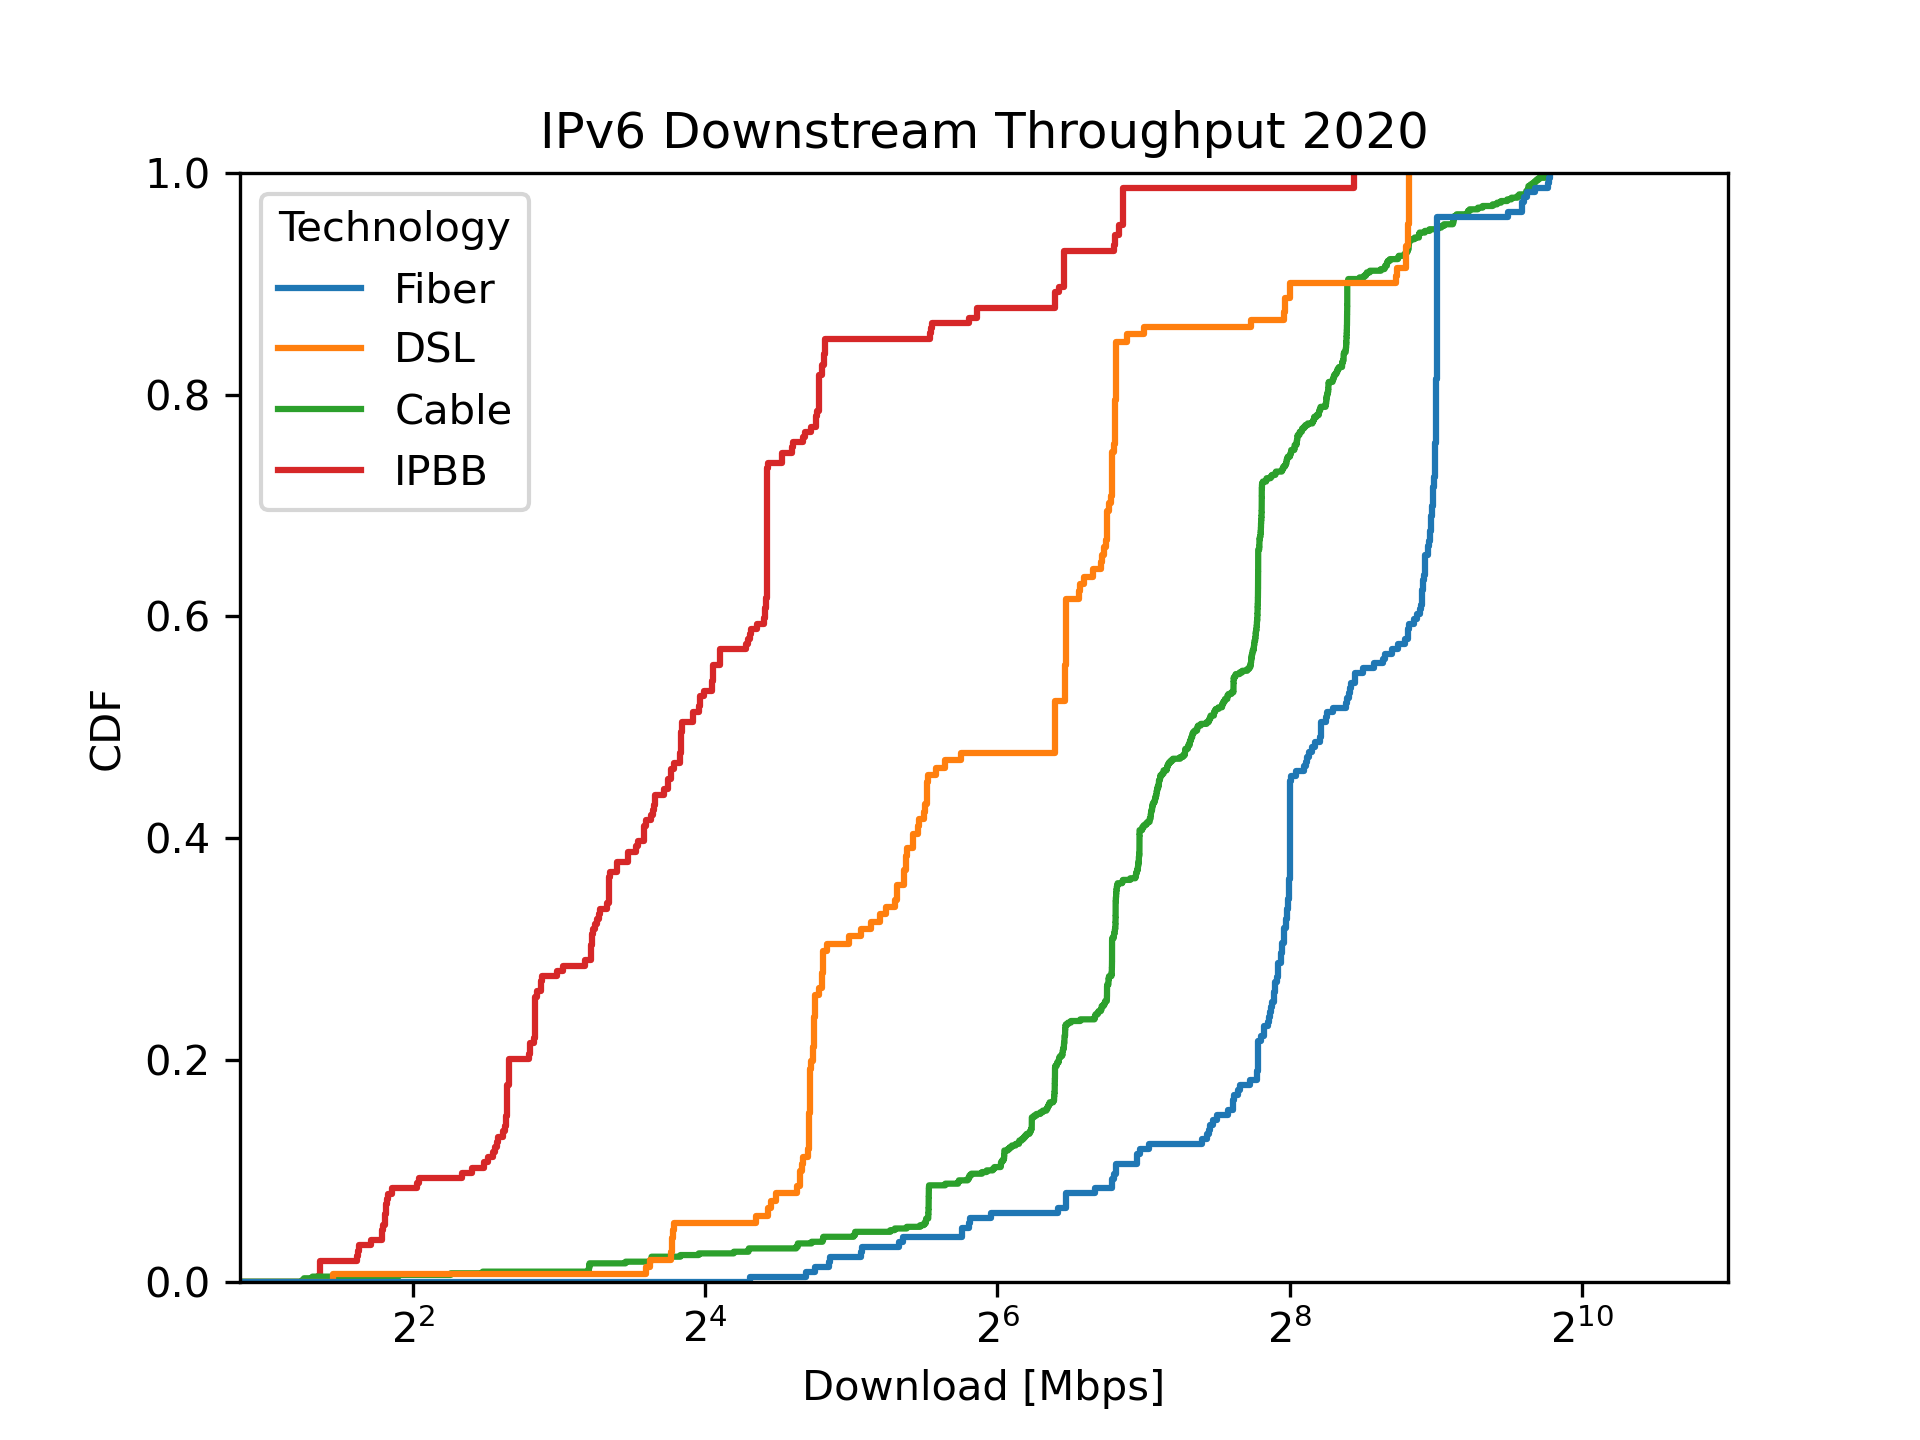 IPv6 Downstream Throughput 2020
1.0
0.8
0.6
0.4
0.2
0.0
CDF
Technology
Fiber
DSL
Cable
IPBB
2² 2⁴ 2⁶ 2⁸ 2¹⁰
Download [Mbps]